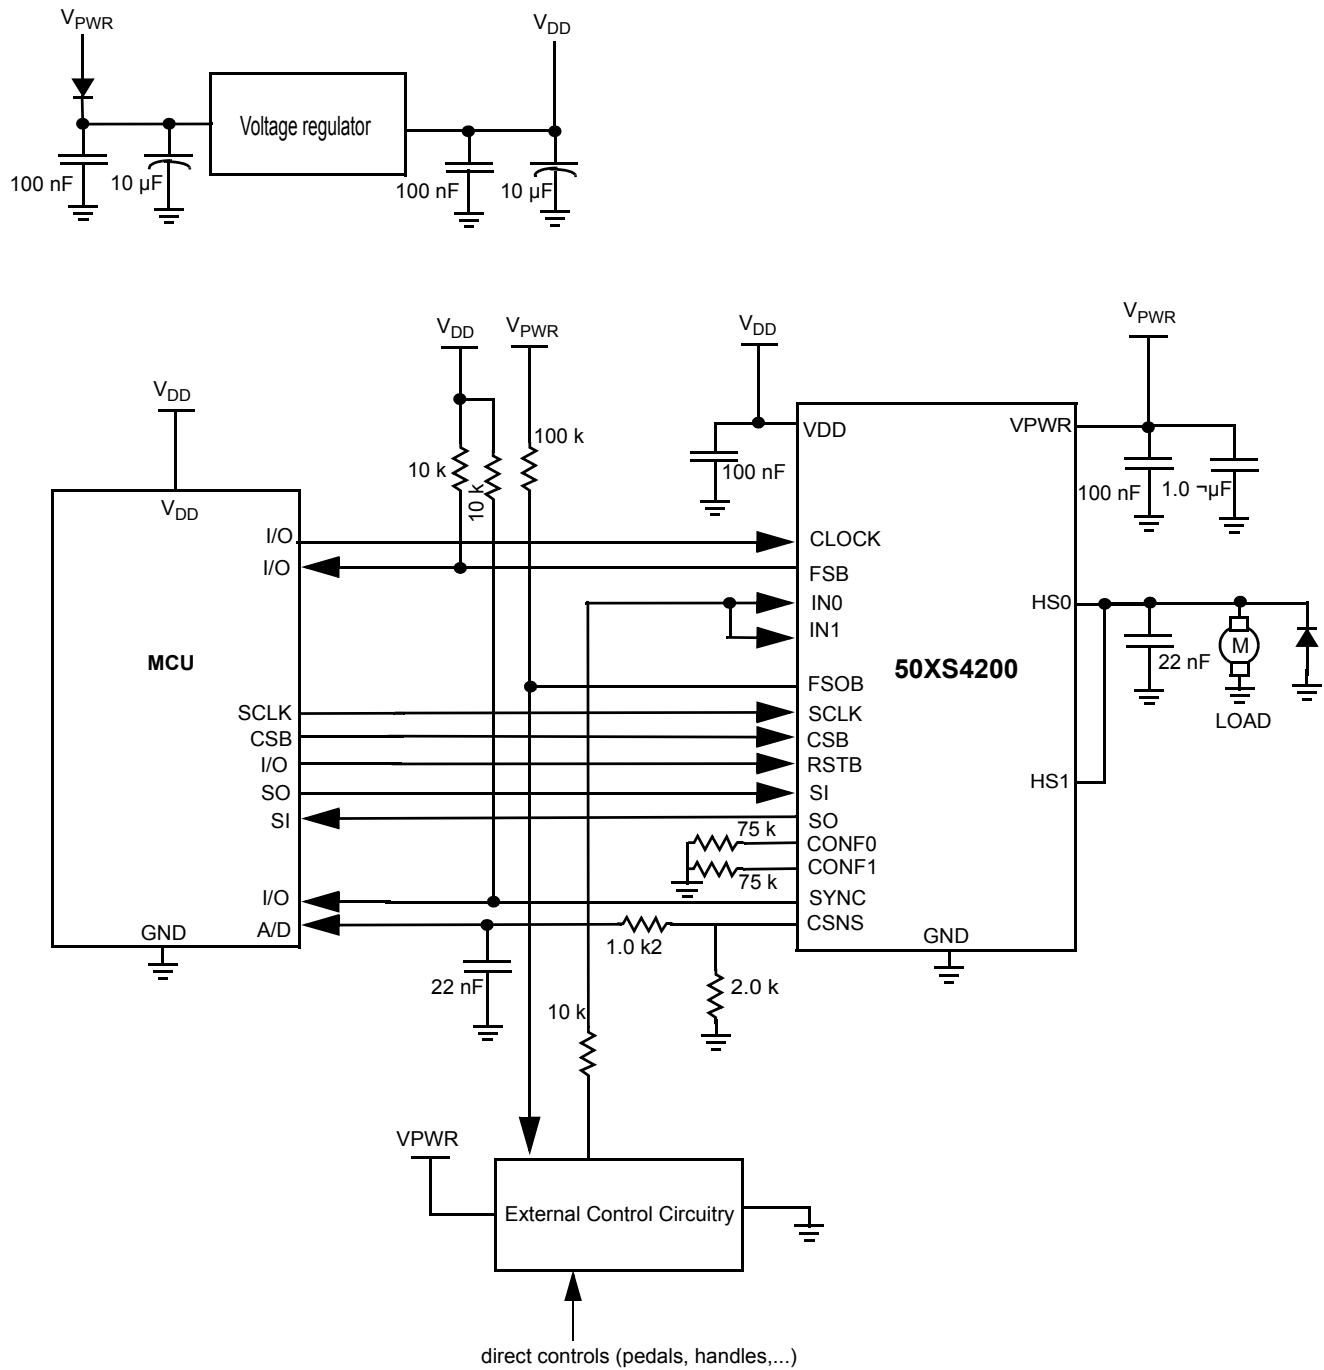 VPWR
VDD
Voltage regulator
100 nF
10 µF
100 nF
10 µF
VDD
VPWR
VDD
VPWR
VDD
100 k
10 k
10 k
VDD
VPWR
100 nF
100 nF
1.0 ¬µF
VDD
I/O
CLOCK
I/O
FSB
IN0
HS0
IN1
MCU
50XS4200
22 nF
M
FSOB
LOAD
SCLK
SCLK
CSB
CSB
I/O
RSTB
HS1
SO
SI
SI
SO
75 k
CONF0
CONF1
75 k
I/O
SYNC
A/D
CSNS
GND
GND
1.0 k2
22 nF
2.0 k
10 k
VPWR
External Control Circuitry
direct controls (pedals, handles,...)